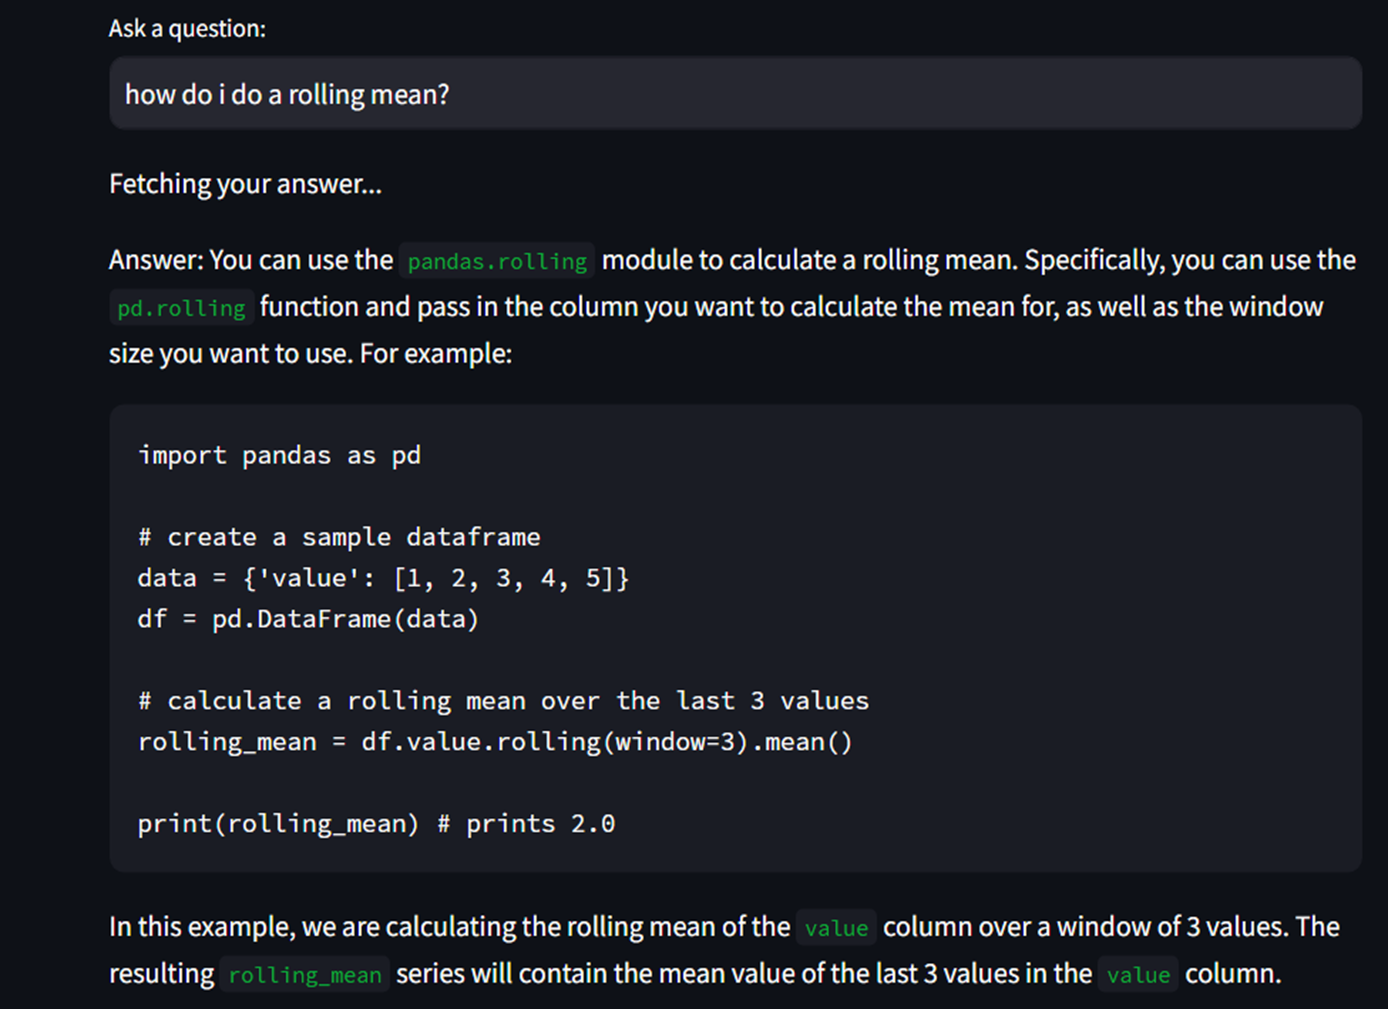 Ask a question:
how do i do a rolling mean?
Fetching your answer...
Answer: You can use the pandas.rolling module to calculate a rolling mean. Specifically, you can use the
pd.rolling function and pass in the column you want to calculate the mean for, as well as the window
size you want to use. For example:
import pandas as pd
# create a sample dataframe
data = {'value': [1, 2, 3, 4, 5]}
df = pd.DataFrame(data)
# calculate a rolling mean over the last 3 values
rolling_mean = df.value.rolling(window=3).mean()
print(rolling_mean) # prints 2.0
In this example, we are calculating the rolling mean of the value column over a window of 3 values. The
resulting rolling_mean series will contain the mean value of the last 3 values in the value column.